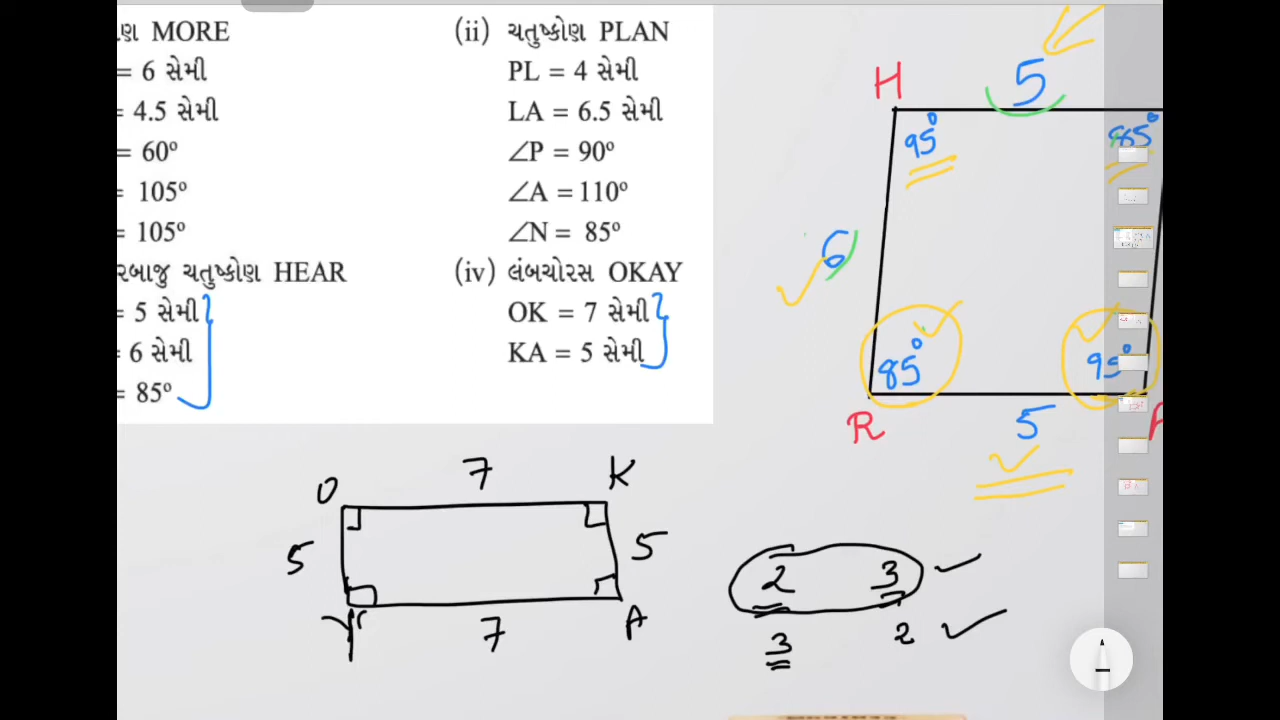 ણ MORE
= 6 સેમી
= 4.5 સેમી
= 60°
= 105°
= 105°
રબાજુ ચતુષ્કોણ HEAR
= 5 સેમી
= 6 સેમી
= 85°
(ii) ચતુષ્કોણ PLAN
PL = 4 સેમી
LA = 6.5 સેમી
∠P = 90°
∠A = 110°
∠N = 85°
(iv) લંબચોરસ OKAY
OK = 7 સેમી
KA = 5 સેમી
H 5
95° 85°
6
85° 95°
R 5
O 7 K
5 5
Y 7 A
2 3
3 2